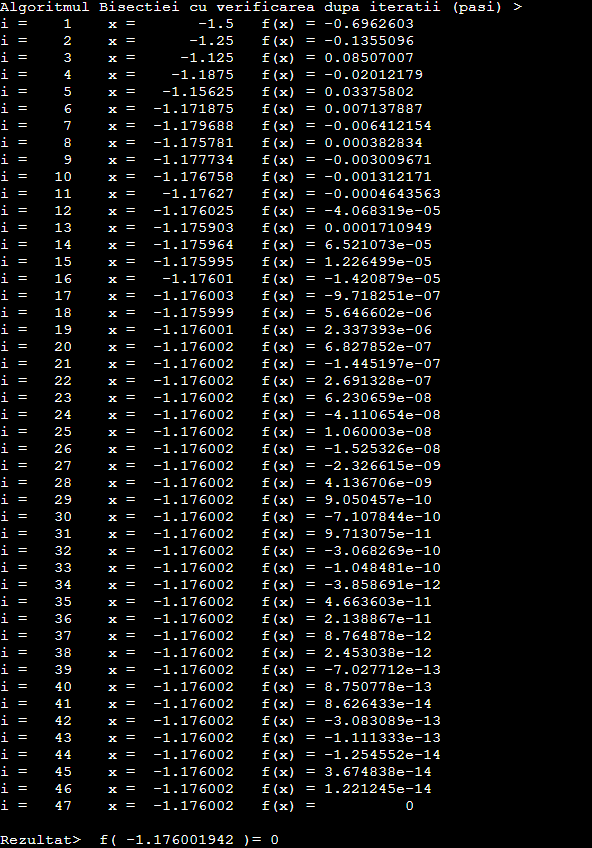 Algoritmul Bisectiei cu verificarea dupa iteratii (pasi) >
i = 1 x = -1.5 f(x) = -0.6962603
i = 2 x = -1.25 f(x) = -0.1355096
i = 3 x = -1.125 f(x) = 0.08507007
i = 4 x = -1.1875 f(x) = -0.02012179
i = 5 x = -1.15625 f(x) = 0.03375802
i = 6 x = -1.171875 f(x) = 0.007137887
i = 7 x = -1.179688 f(x) = -0.006412154
i = 8 x = -1.175781 f(x) = 0.000382834
i = 9 x = -1.177734 f(x) = -0.003009671
i = 10 x = -1.176758 f(x) = -0.001312171
i = 11 x = -1.17627 f(x) = -0.0004643563
i = 12 x = -1.176025 f(x) = -4.068319e-05
i = 13 x = -1.175903 f(x) = 0.0001710949
i = 14 x = -1.175964 f(x) = 6.521073e-05
i = 15 x = -1.175995 f(x) = 1.226499e-05
i = 16 x = -1.17601 f(x) = -1.420879e-05
i = 17 x = -1.176003 f(x) = -9.718251e-07
i = 18 x = -1.175999 f(x) = 5.646602e-06
i = 19 x = -1.176001 f(x) = 2.337393e-06
i = 20 x = -1.176002 f(x) = 6.827852e-07
i = 21 x = -1.176002 f(x) = -1.445197e-07
i = 22 x = -1.176002 f(x) = 2.691328e-07
i = 23 x = -1.176002 f(x) = 6.230659e-08
i = 24 x = -1.176002 f(x) = -4.110654e-08
i = 25 x = -1.176002 f(x) = 1.060003e-08
i = 26 x = -1.176002 f(x) = -1.525326e-08
i = 27 x = -1.176002 f(x) = -2.326615e-09
i = 28 x = -1.176002 f(x) = 4.136706e-09
i = 29 x = -1.176002 f(x) = 9.050457e-10
i = 30 x = -1.176002 f(x) = -7.107844e-10
i = 31 x = -1.176002 f(x) = 9.713075e-11
i = 32 x = -1.176002 f(x) = -3.068269e-10
i = 33 x = -1.176002 f(x) = -1.048481e-10
i = 34 x = -1.176002 f(x) = -3.858691e-12
i = 35 x = -1.176002 f(x) = 4.663603e-11
i = 36 x = -1.176002 f(x) = 2.138867e-11
i = 37 x = -1.176002 f(x) = 8.764878e-12
i = 38 x = -1.176002 f(x) = 2.453038e-12
i = 39 x = -1.176002 f(x) = -7.027712e-13
i = 40 x = -1.176002 f(x) = 8.750778e-13
i = 41 x = -1.176002 f(x) = 8.626433e-14
i = 42 x = -1.176002 f(x) = -3.083089e-13
i = 43 x = -1.176002 f(x) = -1.111333e-13
i = 44 x = -1.176002 f(x) = -1.254552e-14
i = 45 x = -1.176002 f(x) = 3.674838e-14
i = 46 x = -1.176002 f(x) = 1.221245e-14
i = 47 x = -1.176002 f(x) = 0
Rezultat> f( -1.176001942 )= 0